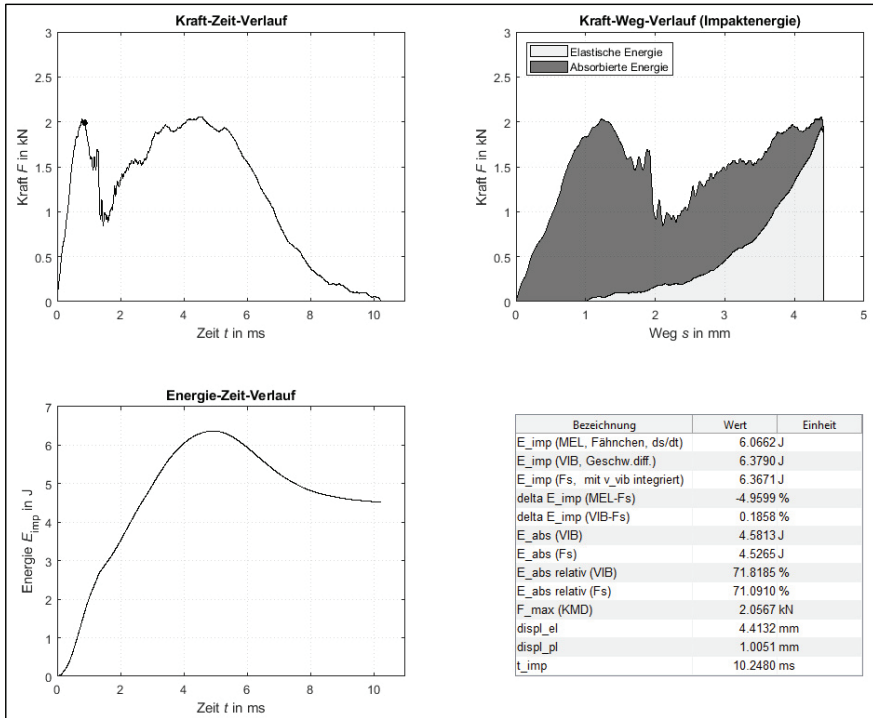 Kraft-Zeit-Verlauf
3
2.5
2
1.5
1
0.5
0
Kraft F in kN
0 2 4 6 8 10
Zeit t in ms
Kraft-Weg-Verlauf (Impaktenergie)
Elastische Energie
Absorbierte Energie
3
2.5
2
1.5
1
0.5
0
Kraft F in kN
0 1 2 3 4 5
Weg s in mm
Energie-Zeit-Verlauf
7
6
5
4
3
2
1
0
Energie E_imp in J
0 2 4 6 8 10
Zeit t in ms
Bezeichnung Wert Einheit
E_imp (MEL, Fähnchen, ds/dt) 6.0662 J
E_imp (VIB, Geschw.diff.) 6.3790 J
E_imp (Fs, mit v_vib integriert) 6.3671 J
delta E_imp (MEL-Fs) -4.9599 %
delta E_imp (VIB-Fs) 0.1858 %
E_abs (VIB) 4.5813 J
E_abs (Fs) 4.5265 J
E_abs relativ (VIB) 71.8185 %
E_abs relativ (Fs) 71.0910 %
F_max (KMD) 2.0567 kN
displ_el 4.4132 mm
displ_pl 1.0051 mm
t_imp 10.2480 ms